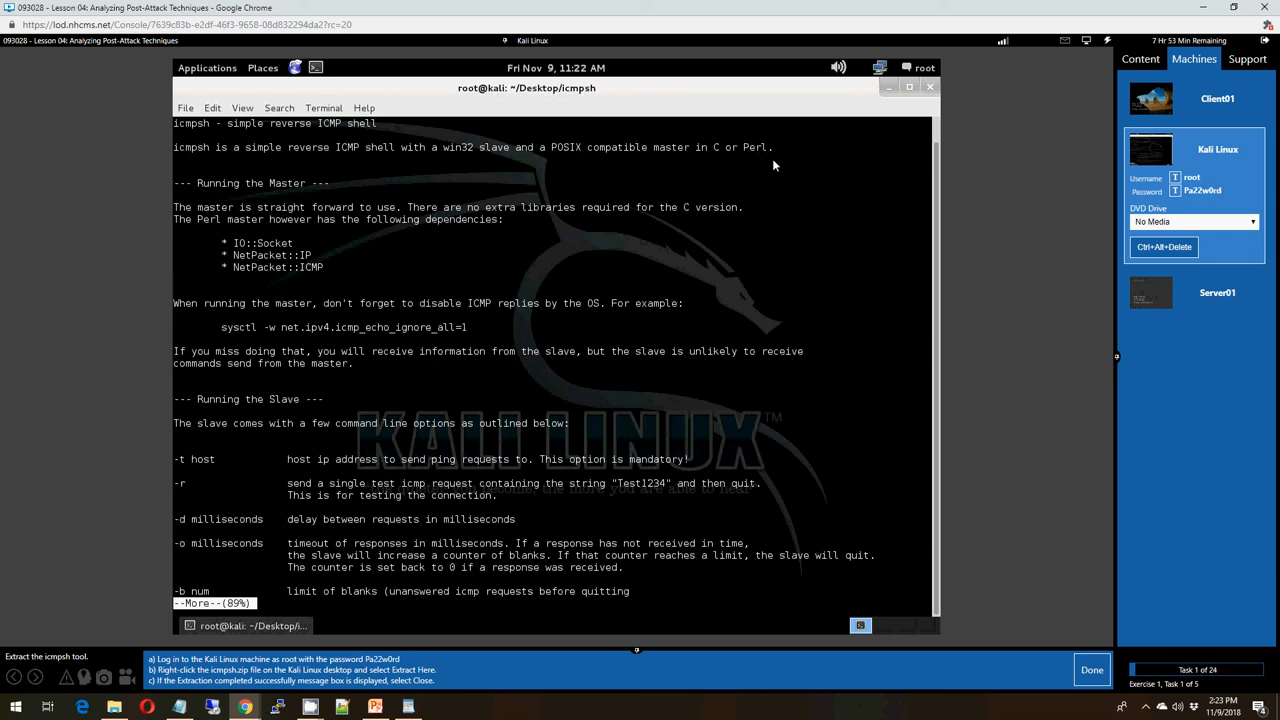 093028 - Lesson 04: Analyzing Post-Attack Techniques - Google Chrome
https://lod.nhcms.net/Console/7639c83b-e2df-46f3-9658-08d832294da2?rc=20
093028 - Lesson 04: Analyzing Post-Attack Techniques
Kali Linux
7 Hr 53 Min Remaining
Content Machines Support
Applications Places
Fri Nov 9, 11:22 AM
root
root@kali: ~/Desktop/icmpsh
File Edit View Search Terminal Help
icmpsh - simple reverse ICMP shell
icmpsh is a simple reverse ICMP shell with a win32 slave and a POSIX compatible master in C or Perl.
--- Running the Master ---
The master is straight forward to use. There are no extra libraries required for the C version.
The Perl master however has the following dependencies:
* IO::Socket
* NetPacket::IP
* NetPacket::ICMP
When running the master, don't forget to disable ICMP replies by the OS. For example:
sysctl -w net.ipv4.icmp_echo_ignore_all=1
If you miss doing that, you will receive information from the slave, but the slave is unlikely to receive
commands send from the master.
--- Running the Slave ---
The slave comes with a few command line options as outlined below:
KALI LINUX™
-t host host ip address to send ping requests to. This option is mandatory!
-r send a single test icmp request containing the string "Test1234" and then quit.
This is for testing the connection.
-d milliseconds delay between requests in milliseconds
-o milliseconds timeout of responses in milliseconds. If a response has not received in time,
the slave will increase a counter of blanks. If that counter reaches a limit, the slave will quit.
The counter is set back to 0 if a response was received.
-b num limit of blanks (unanswered icmp requests before quitting
--More--(89%)
root@kali: ~/Desktop/i...
Client01
Kali Linux
Username T root
Password T Pa22w0rd
DVD Drive
No Media
Ctrl+Alt+Delete
11:22
Server01
Extract the icmpsh tool.
a) Log in to the Kali Linux machine as root with the password Pa22w0rd
b) Right-click the icmpsh.zip file on the Kali Linux desktop and select Extract Here.
c) If the Extraction completed successfully message box is displayed, select Close.
Done
Task 1 of 24
Exercise 1, Task 1 of 5
2:23 PM
11/9/2018
4